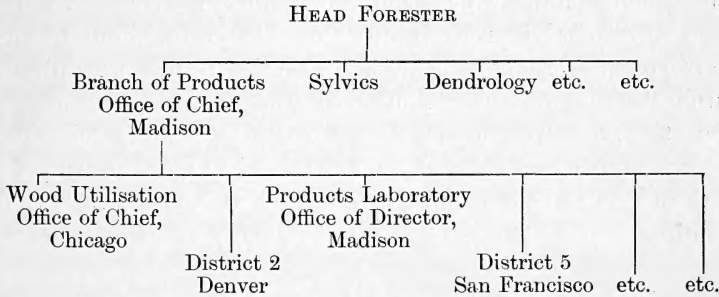 HEAD FORESTER
Branch of Products Sylvics Dendrology etc. etc.
Office of Chief,
Madison
Wood Utilisation Products Laboratory
Office of Chief, Office of Director,
Chicago Madison
District 2 District 5
Denver San Francisco etc. etc.